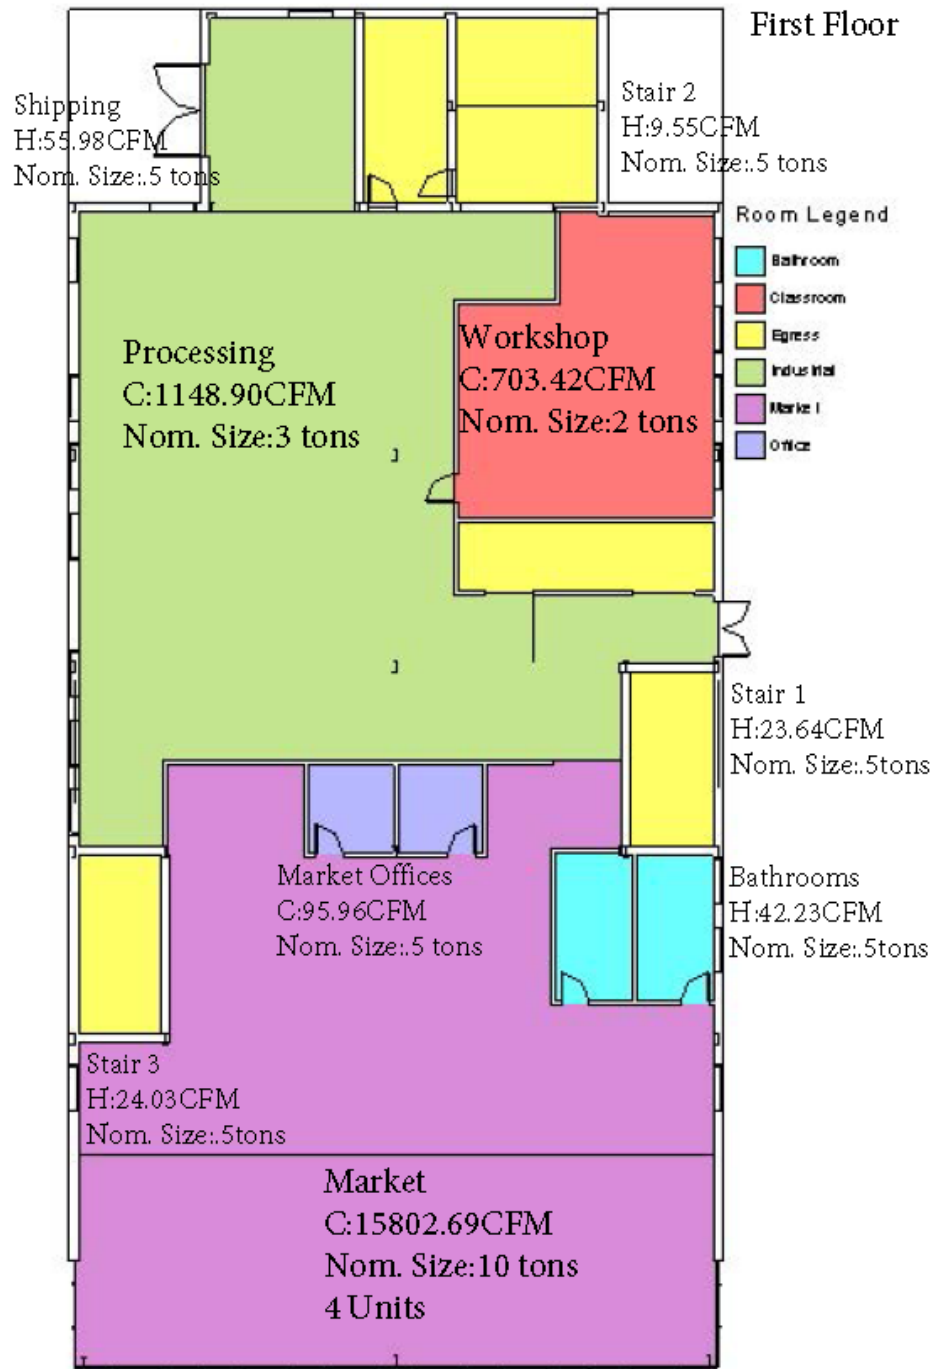 First Floor
Shipping
H:55.98CFM
Nom. Size:.5 tons
Stair 2
H:9.55CFM
Nom. Size:.5 tons
Room Legend
Bathroom
Classroom
Egress
Industrial
Market
Office
Processing
C:1148.90CFM
Nom. Size:3 tons
Workshop
C:703.42CFM
Nom. Size:2 tons
Stair 1
H:23.64CFM
Nom. Size:.5tons
Market Offices
C:95.96CFM
Nom. Size:.5 tons
Bathrooms
H:42.23CFM
Nom. Size:.5tons
Stair 3
H:24.03CFM
Nom. Size:.5tons
Market
C:15802.69CFM
Nom. Size:10 tons
4 Units